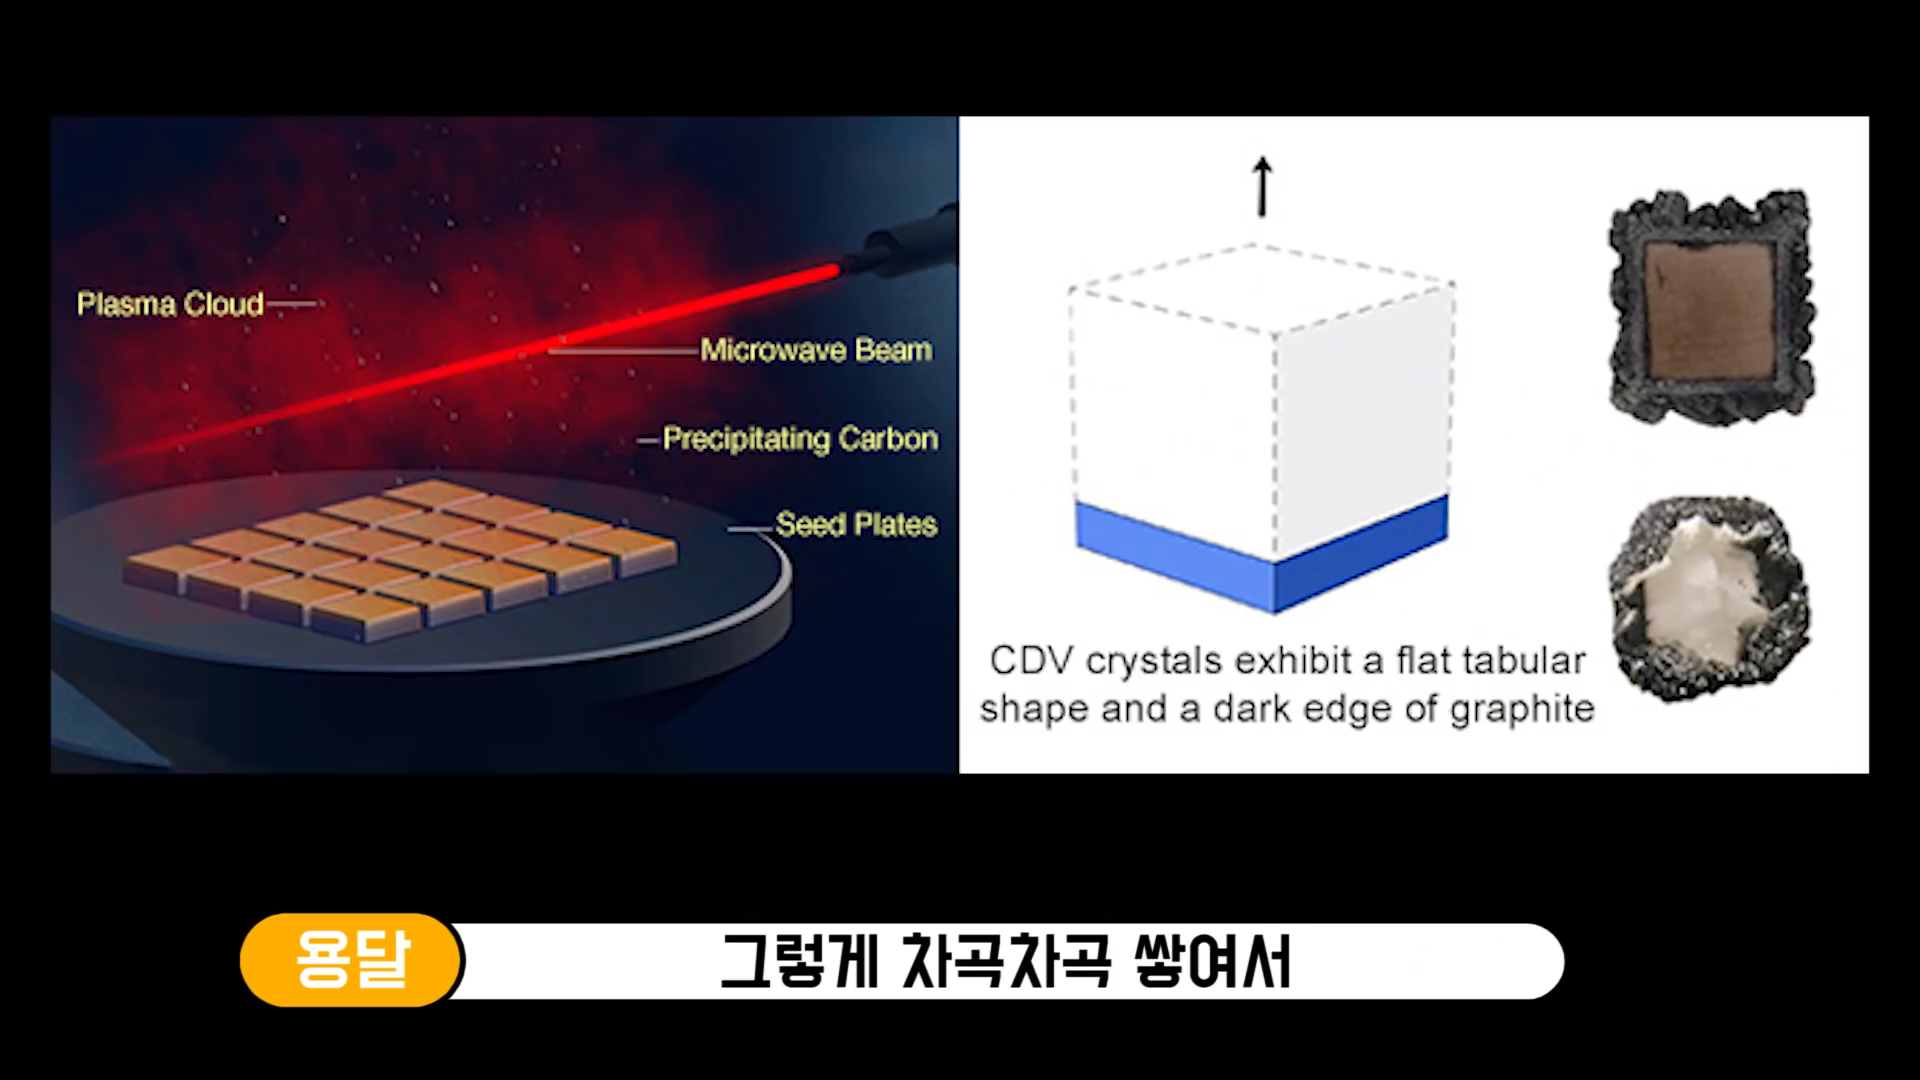 Plasma Cloud
Microwave Beam
Precipitating Carbon
Seed Plates
CDV crystals exhibit a flat tabular
shape and a dark edge of graphite
용달
그렇게 차곡차곡 쌓여서